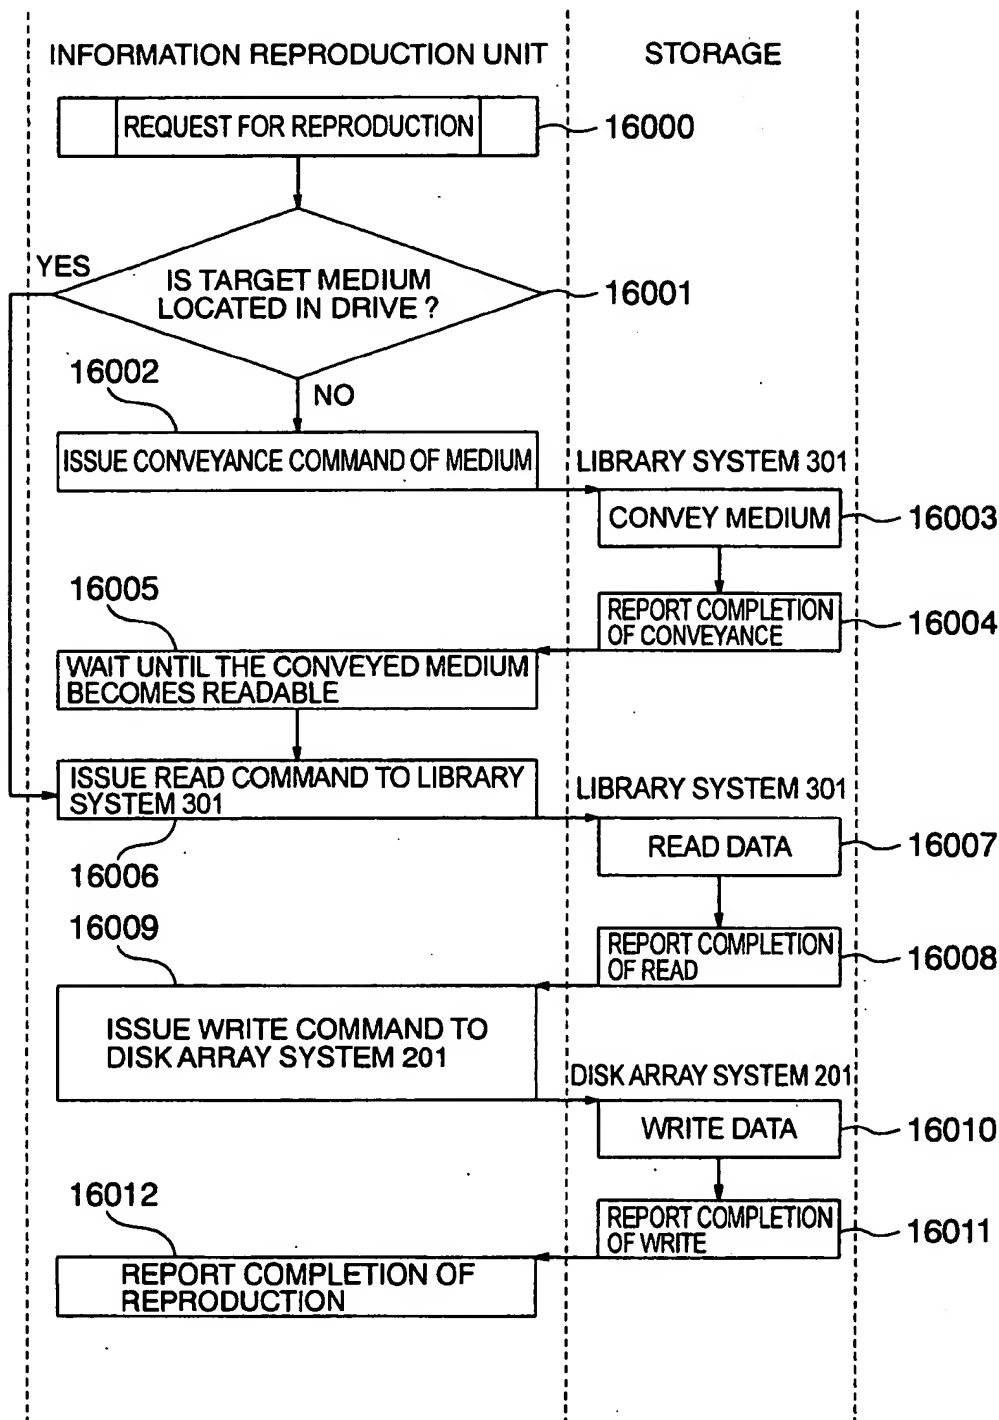 INFORMATION REPRODUCTION UNIT
STORAGE
REQUEST FOR REPRODUCTION
16000
YES
IS TARGET MEDIUM
LOCATED IN DRIVE ?
16001
16002
NO
ISSUE CONVEYANCE COMMAND OF MEDIUM
LIBRARY SYSTEM 301
CONVEY MEDIUM
16003
16005
REPORT COMPLETION
OF CONVEYANCE
16004
WAIT UNTIL THE CONVEYED MEDIUM
BECOMES READABLE
ISSUE READ COMMAND TO LIBRARY
SYSTEM 301
LIBRARY SYSTEM 301
READ DATA
16007
16006
16009
REPORT COMPLETION
OF READ
16008
ISSUE WRITE COMMAND TO
DISK ARRAY SYSTEM 201
DISK ARRAY SYSTEM 201
WRITE DATA
16010
16012
REPORT COMPLETION
OF WRITE
16011
REPORT COMPLETION OF
REPRODUCTION